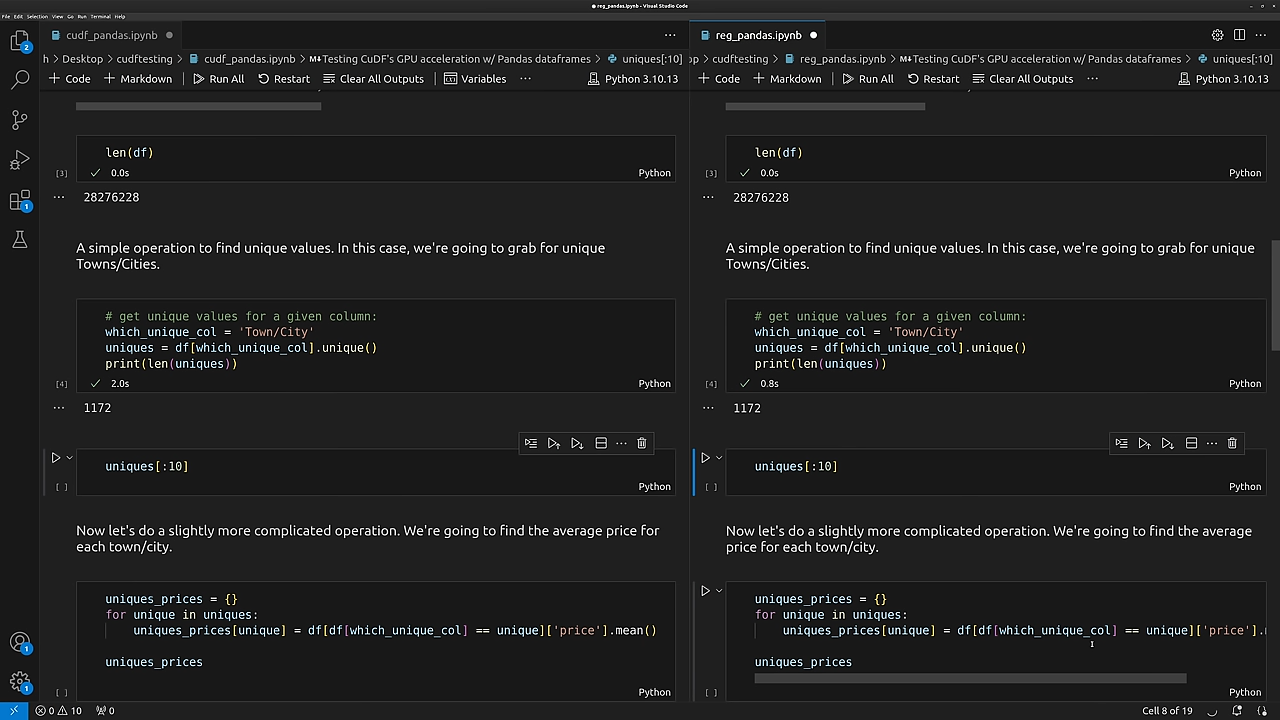 reg_pandas.ipynb - Visual Studio Code
File Edit Selection View Go Run Terminal Help
cudf_pandas.ipynb
h > Desktop > cudftesting > cudf_pandas.ipynb > M↓Testing CuDF's GPU acceleration w/ Pandas dataframes > uniques[:10]
+ Code + Markdown Run All Restart Clear All Outputs Variables ... Python 3.10.13
len(df)
[3] 0.0s Python
28276228
A simple operation to find unique values. In this case, we're going to grab for unique
Towns/Cities.
# get unique values for a given column:
which_unique_col = 'Town/City'
uniques = df[which_unique_col].unique()
print(len(uniques))
[4] 2.0s Python
1172
uniques[:10]
[ ] Python
Now let's do a slightly more complicated operation. We're going to find the average price for
each town/city.
uniques_prices = {}
for unique in uniques:
uniques_prices[unique] = df[df[which_unique_col] == unique]['price'].mean()
uniques_prices
[ ] Python
reg_pandas.ipynb
op > cudftesting > reg_pandas.ipynb > M↓Testing CuDF's GPU acceleration w/ Pandas dataframes > uniques[:10]
+ Code + Markdown Run All Restart Clear All Outputs ... Python 3.10.13
len(df)
[3] 0.0s Python
28276228
A simple operation to find unique values. In this case, we're going to grab for unique
Towns/Cities.
# get unique values for a given column:
which_unique_col = 'Town/City'
uniques = df[which_unique_col].unique()
print(len(uniques))
[4] 0.8s Python
1172
uniques[:10]
[ ] Python
Now let's do a slightly more complicated operation. We're going to find the average
price for each town/city.
uniques_prices = {}
for unique in uniques:
uniques_prices[unique] = df[df[which_unique_col] == unique]['price'].
uniques_prices
[ ] Python
2
1
1
1
0 10 0
Cell 8 of 19